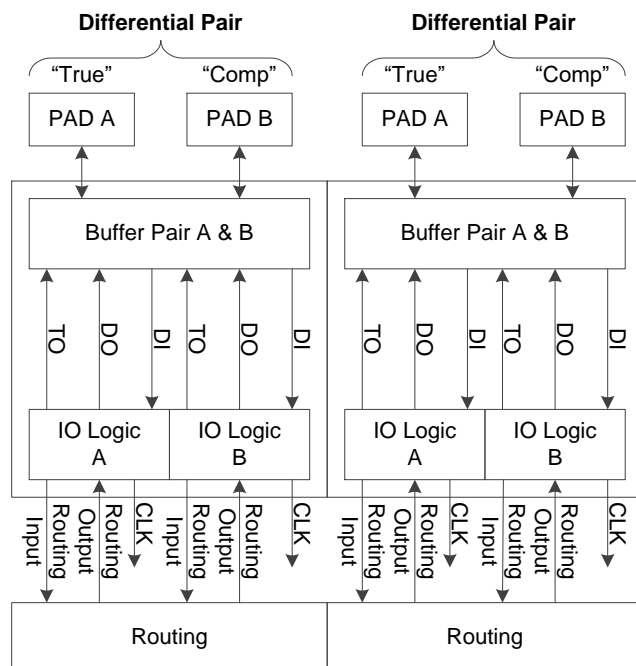 Differential Pair Differential Pair
“True” “Comp” “True” “Comp”
PAD A PAD B PAD A PAD B
Buffer Pair A & B Buffer Pair A & B
TO DO DI TO DO DI TO DO DI TO DO DI
IO Logic A IO Logic B IO Logic A IO Logic B
Routing Input Routing Output CLK Routing Input Routing Output CLK Routing Input Routing Output CLK Routing Input Routing Output CLK
Routing Routing